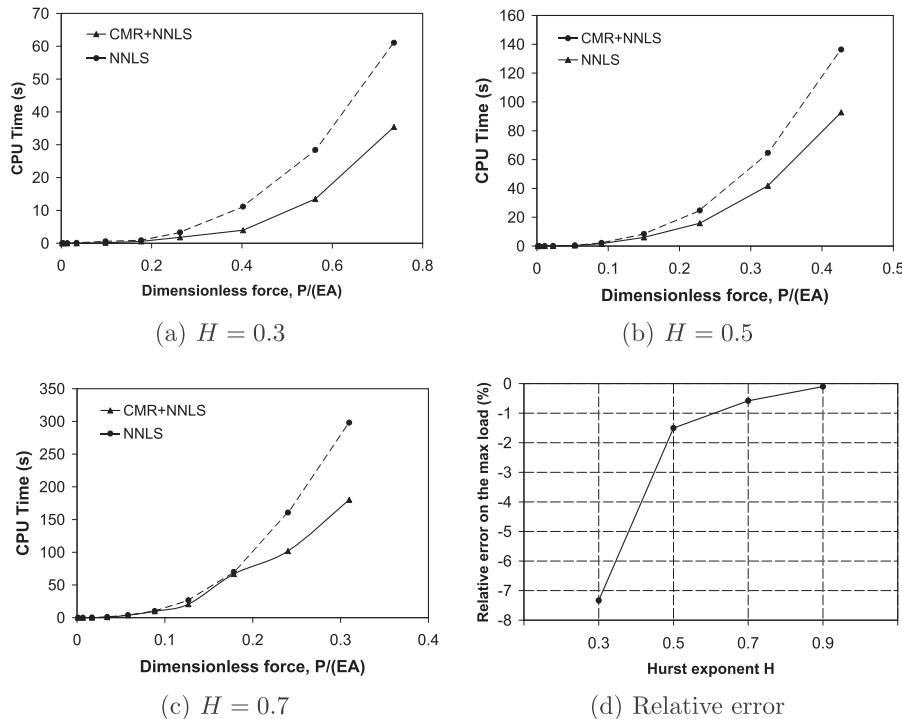 70
60
50
40
30
20
10
0
CPU Time (s)
CMR+NNLS
NNLS
0 0.2 0.4 0.6 0.8
Dimensionless force, P/(EA)
(a) H = 0.3
160
140
120
100
80
60
40
20
0
CPU Time (s)
CMR+NNLS
NNLS
0 0.1 0.2 0.3 0.4 0.5
Dimensionless force, P/(EA)
(b) H = 0.5
350
300
250
200
150
100
50
0
CPU Time (s)
CMR+NNLS
NNLS
0 0.1 0.2 0.3 0.4
Dimensionless force, P/(EA)
(c) H = 0.7
0
-1
-2
-3
-4
-5
-6
-7
-8
Relative error on the max load (%)
0.3 0.5 0.7 0.9
Hurst exponent H
(d) Relative error